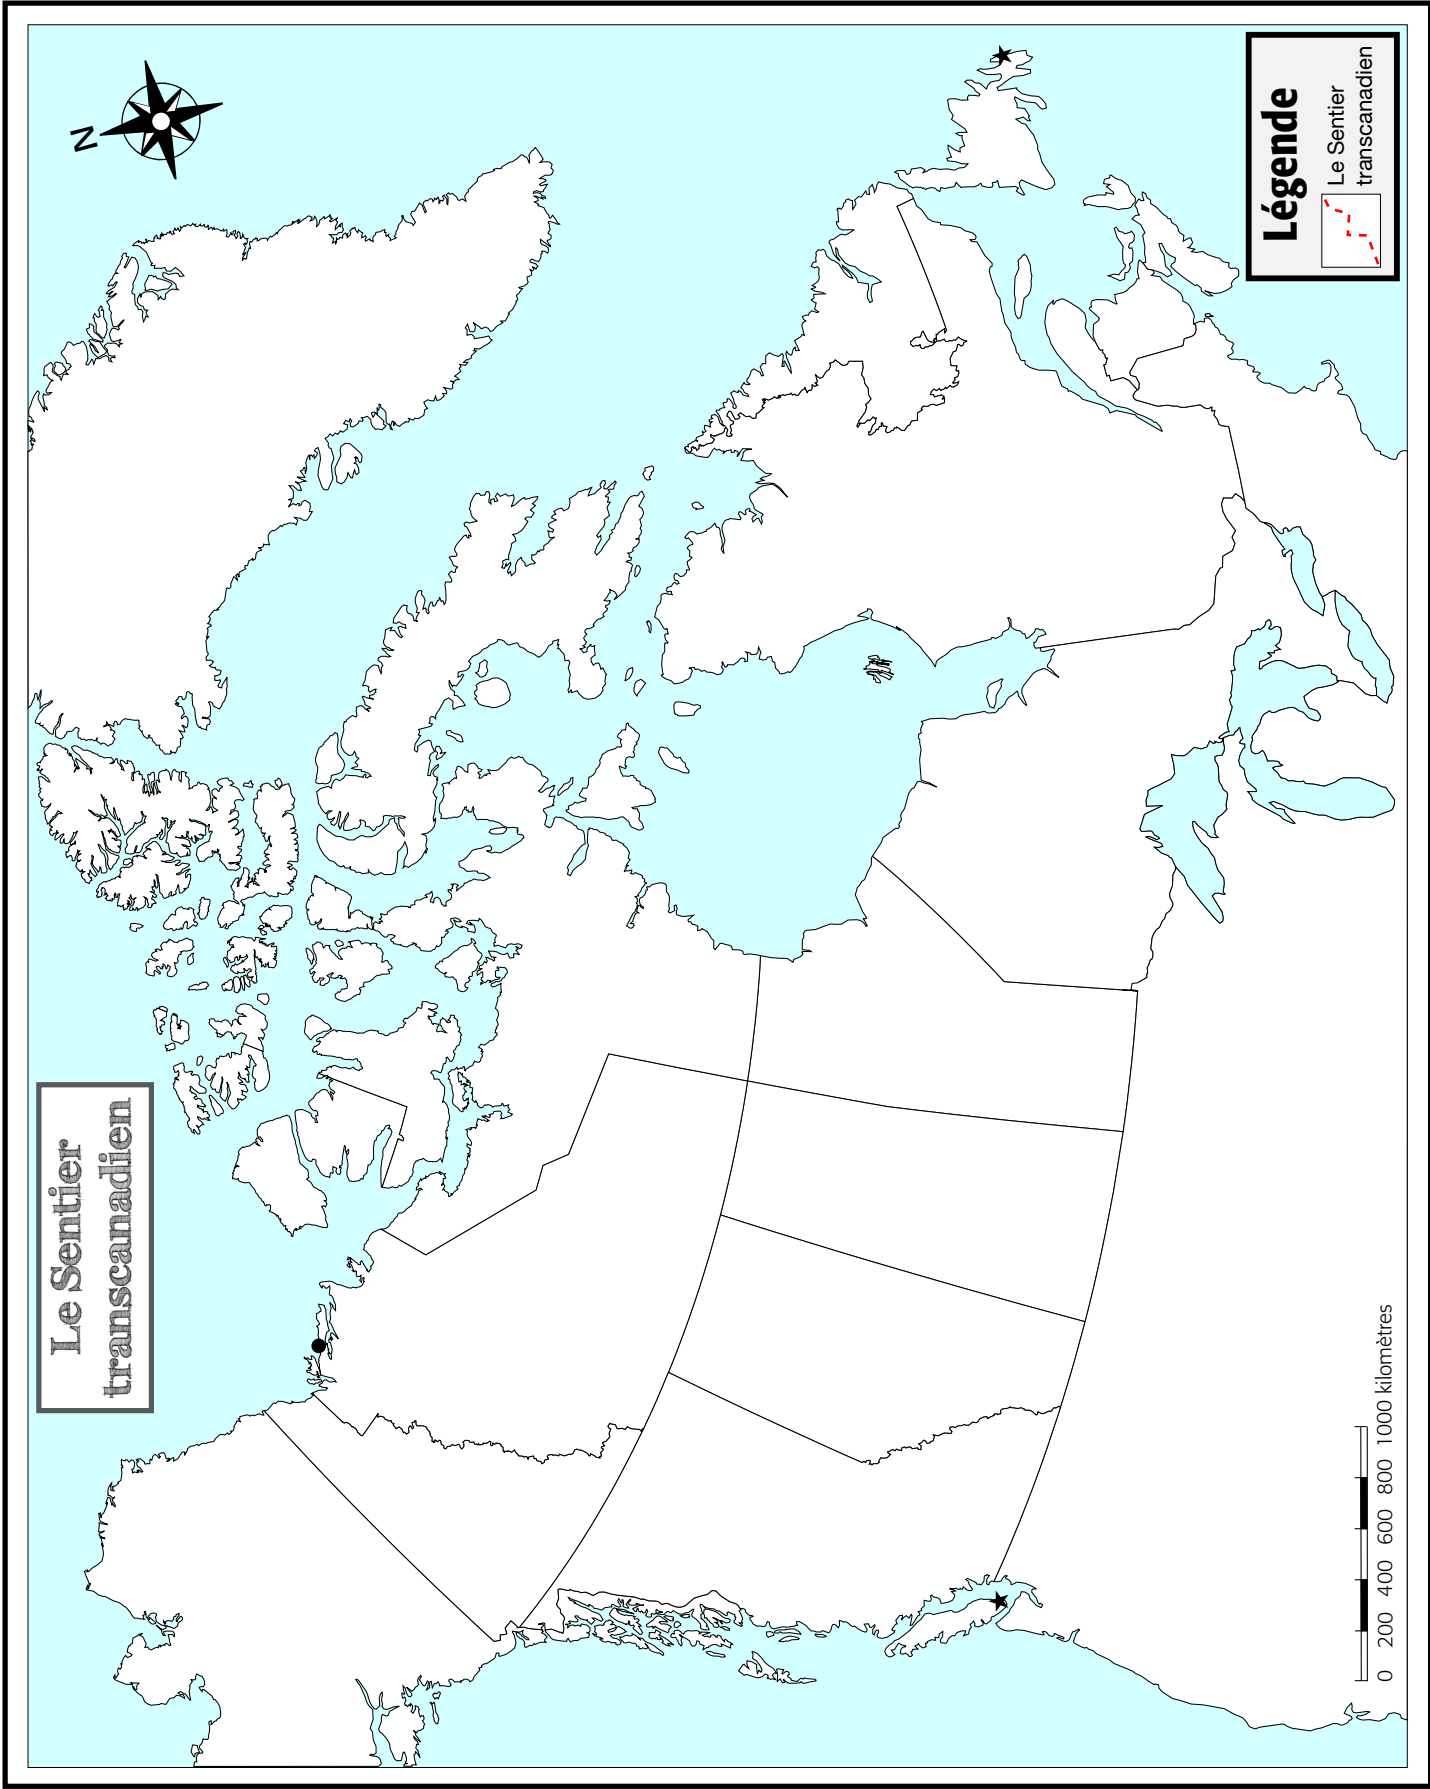 Le Sentier
transcanadien
N
Légende
Le Sentier
transcanadien
0 200 400 600 800 1000 kilomètres